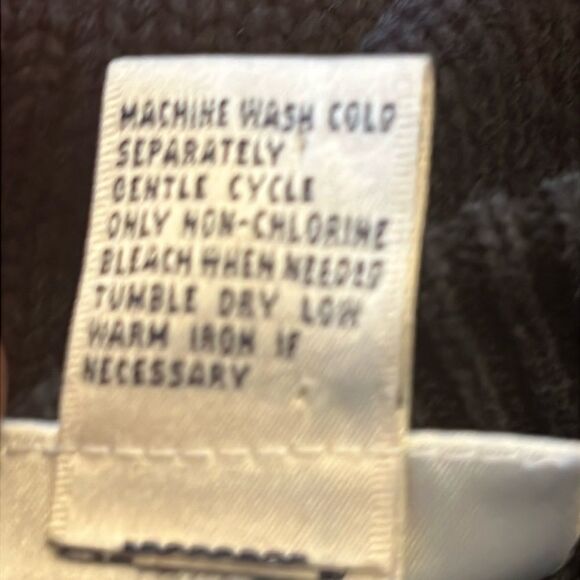 MACHINE WASH COLD
SEPARATELY
GENTLE CYCLE
ONLY NON-CHLORINE
BLEACH WHEN NEEDED
TUMBLE DRY LOW
WARM IRON IF
NECESSARY